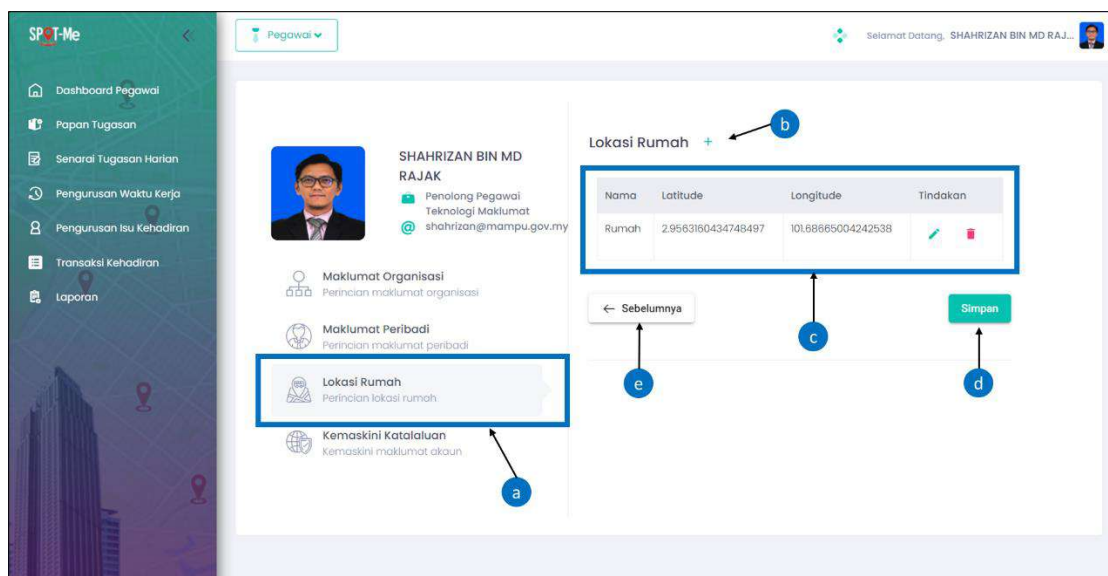 SPOT-Me
Pegawai
Selamat Datang, SHAHRIZAN BIN MD RAJ...
Dashboard Pegawai
Papan Tugasan
Senarai Tugasan Harian
Pengurusan Waktu Kerja
Pengurusan Isu Kehadiran
Transaksi Kehadiran
Laporan
SHAHRIZAN BIN MD
RAJAK
Penolong Pegawai
Teknologi Maklumat
shahrizan@mampu.gov.my
Maklumat Organisasi
Perincian maklumat organisasi
Maklumat Peribadi
Perincian maklumat peribadi
Lokasi Rumah
Perincian lokasi rumah
Kemaskini Katalaluan
Kemaskini maklumat akaun
a
Lokasi Rumah +
b
Nama Latitude Longitude Tindakan
Rumah 2.9563160434748497 101.68665004242538
← Sebelumnya
Simpan
c
e
d